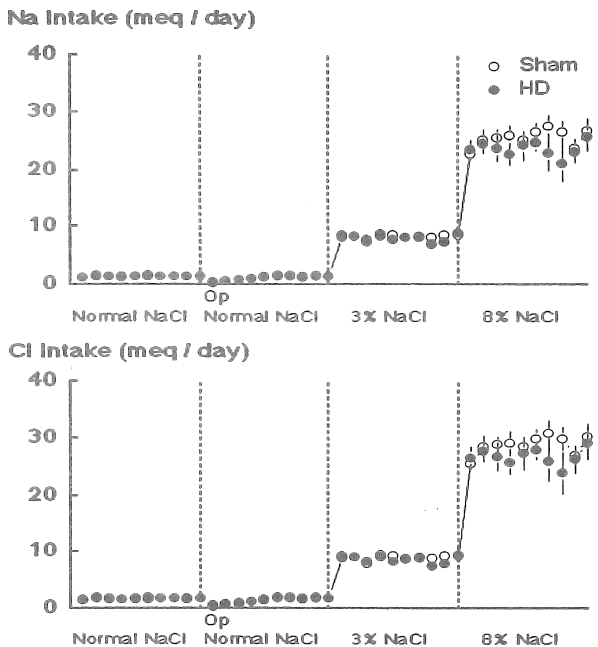 Na Intake (meq / day)
40
Sham
HD
30
20
10
0
Op
Normal NaCl Normal NaCl 3% NaCl 8% NaCl
Cl Intake (meq / day)
40
30
20
10
0
Op
Normal NaCl Normal NaCl 3% NaCl 8% NaCl